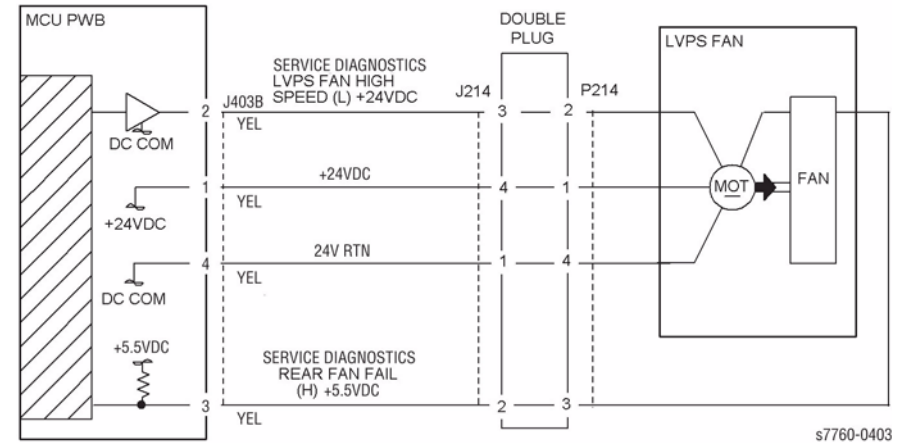 MCU PWB
DOUBLE
PLUG
LVPS FAN
SERVICE DIAGNOSTICS
LVPS FAN HIGH
SPEED (L) +24VDC
2
J403B
YEL
J214
3
2
P214
DC COM
1
+24VDC
YEL
4
1
MOT
FAN
+24VDC
4
24V RTN
YEL
1
4
DC COM
+5.5VDC
SERVICE DIAGNOSTICS
REAR FAN FAIL
(H) +5.5VDC
3
YEL
2
3
s7760-0403